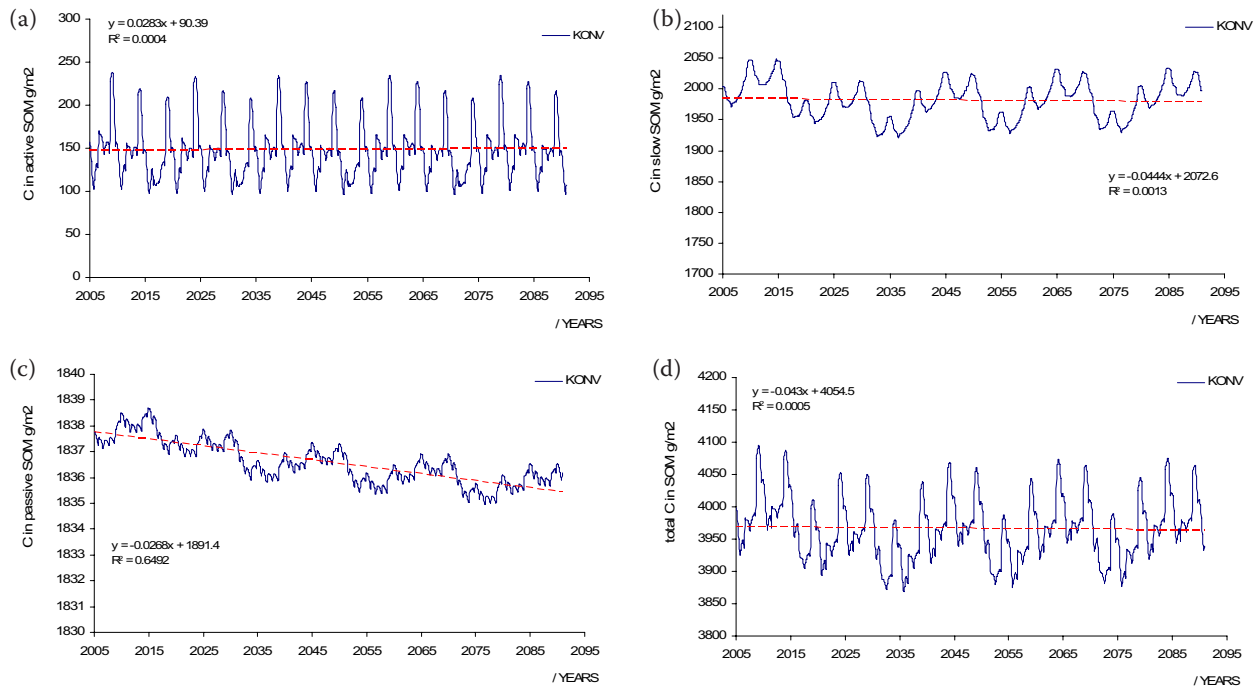 (a)
y = 0.0283x + 90.39
R² = 0.0004
KONV
C in active SOM g/m2
300
250
200
150
100
50
0
2005 2015 2025 2035 2045 2055 2065 2075 2085 2095
/ YEARS
(b)
KONV
C in slow SOM g/m2
2100
2050
2000
1950
1900
1850
1800
1750
1700
y = -0.0444x + 2072.6
R² = 0.0013
2005 2015 2025 2035 2045 2055 2065 2075 2085 2095
/ YEARS
(c)
KONV
C in passive SOM g/m2
1840
1839
1838
1837
1836
1835
1834
1833
1832
1831
1830
y = -0.0268x + 1891.4
R² = 0.6492
2005 2015 2025 2035 2045 2055 2065 2075 2085 2095
/ YEARS
(d)
y = -0.043x + 4054.5
R² = 0.0005
KONV
total C in SOM g/m2
4200
4150
4100
4050
4000
3950
3900
3850
3800
2005 2015 2025 2035 2045 2055 2065 2075 2085 2095
/ YEARS